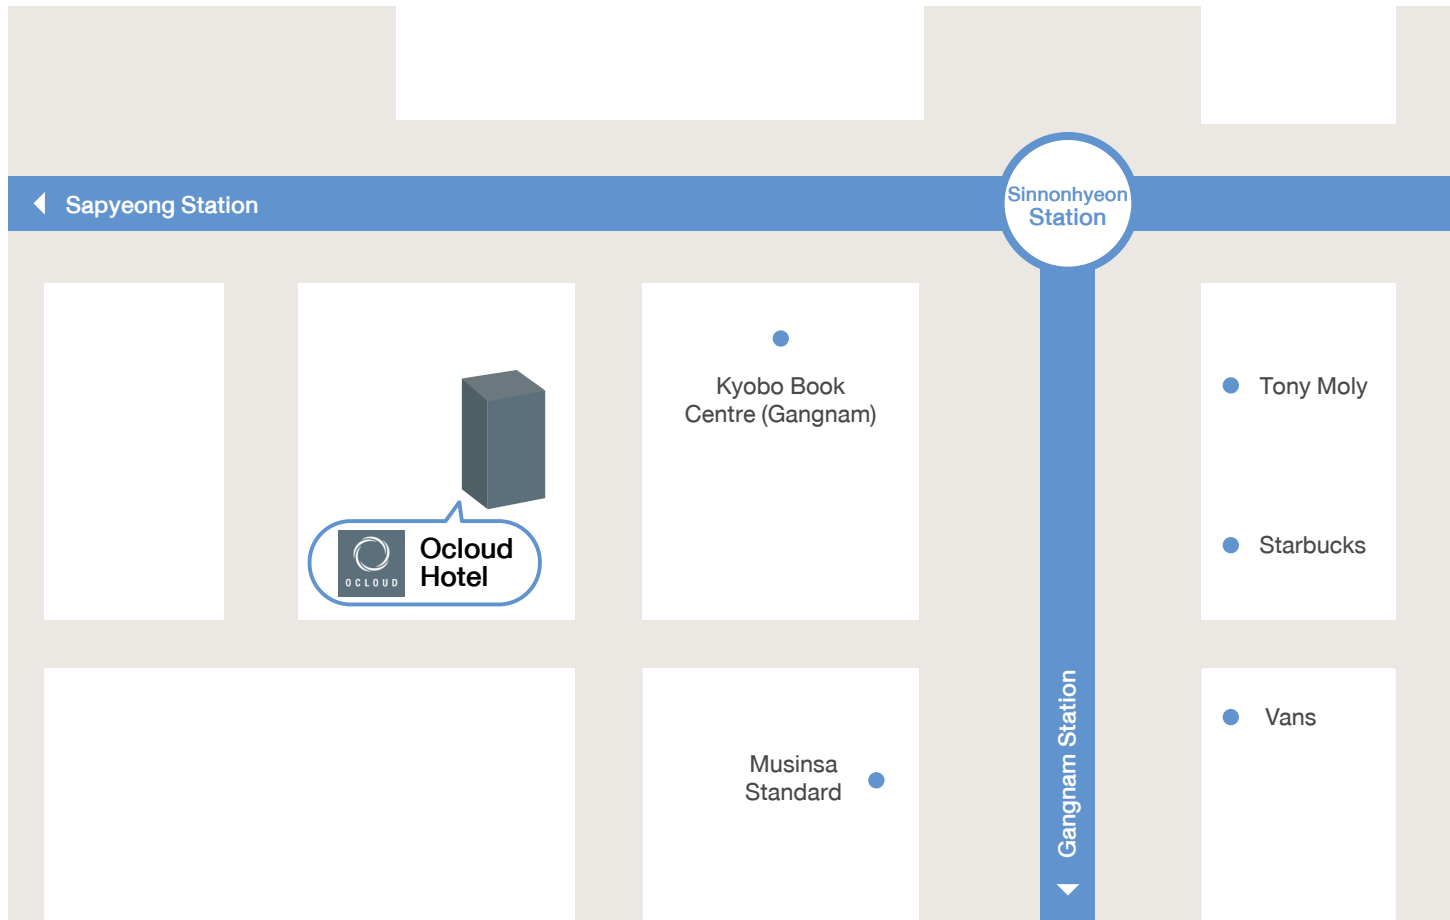 Sapyeong Station
Sinnonhyeon
Station
Kyobo Book
Centre (Gangnam)
Tony Moly
OCLOUD
Ocloud
Hotel
Starbucks
Gangnam Station
Vans
Musinsa
Standard